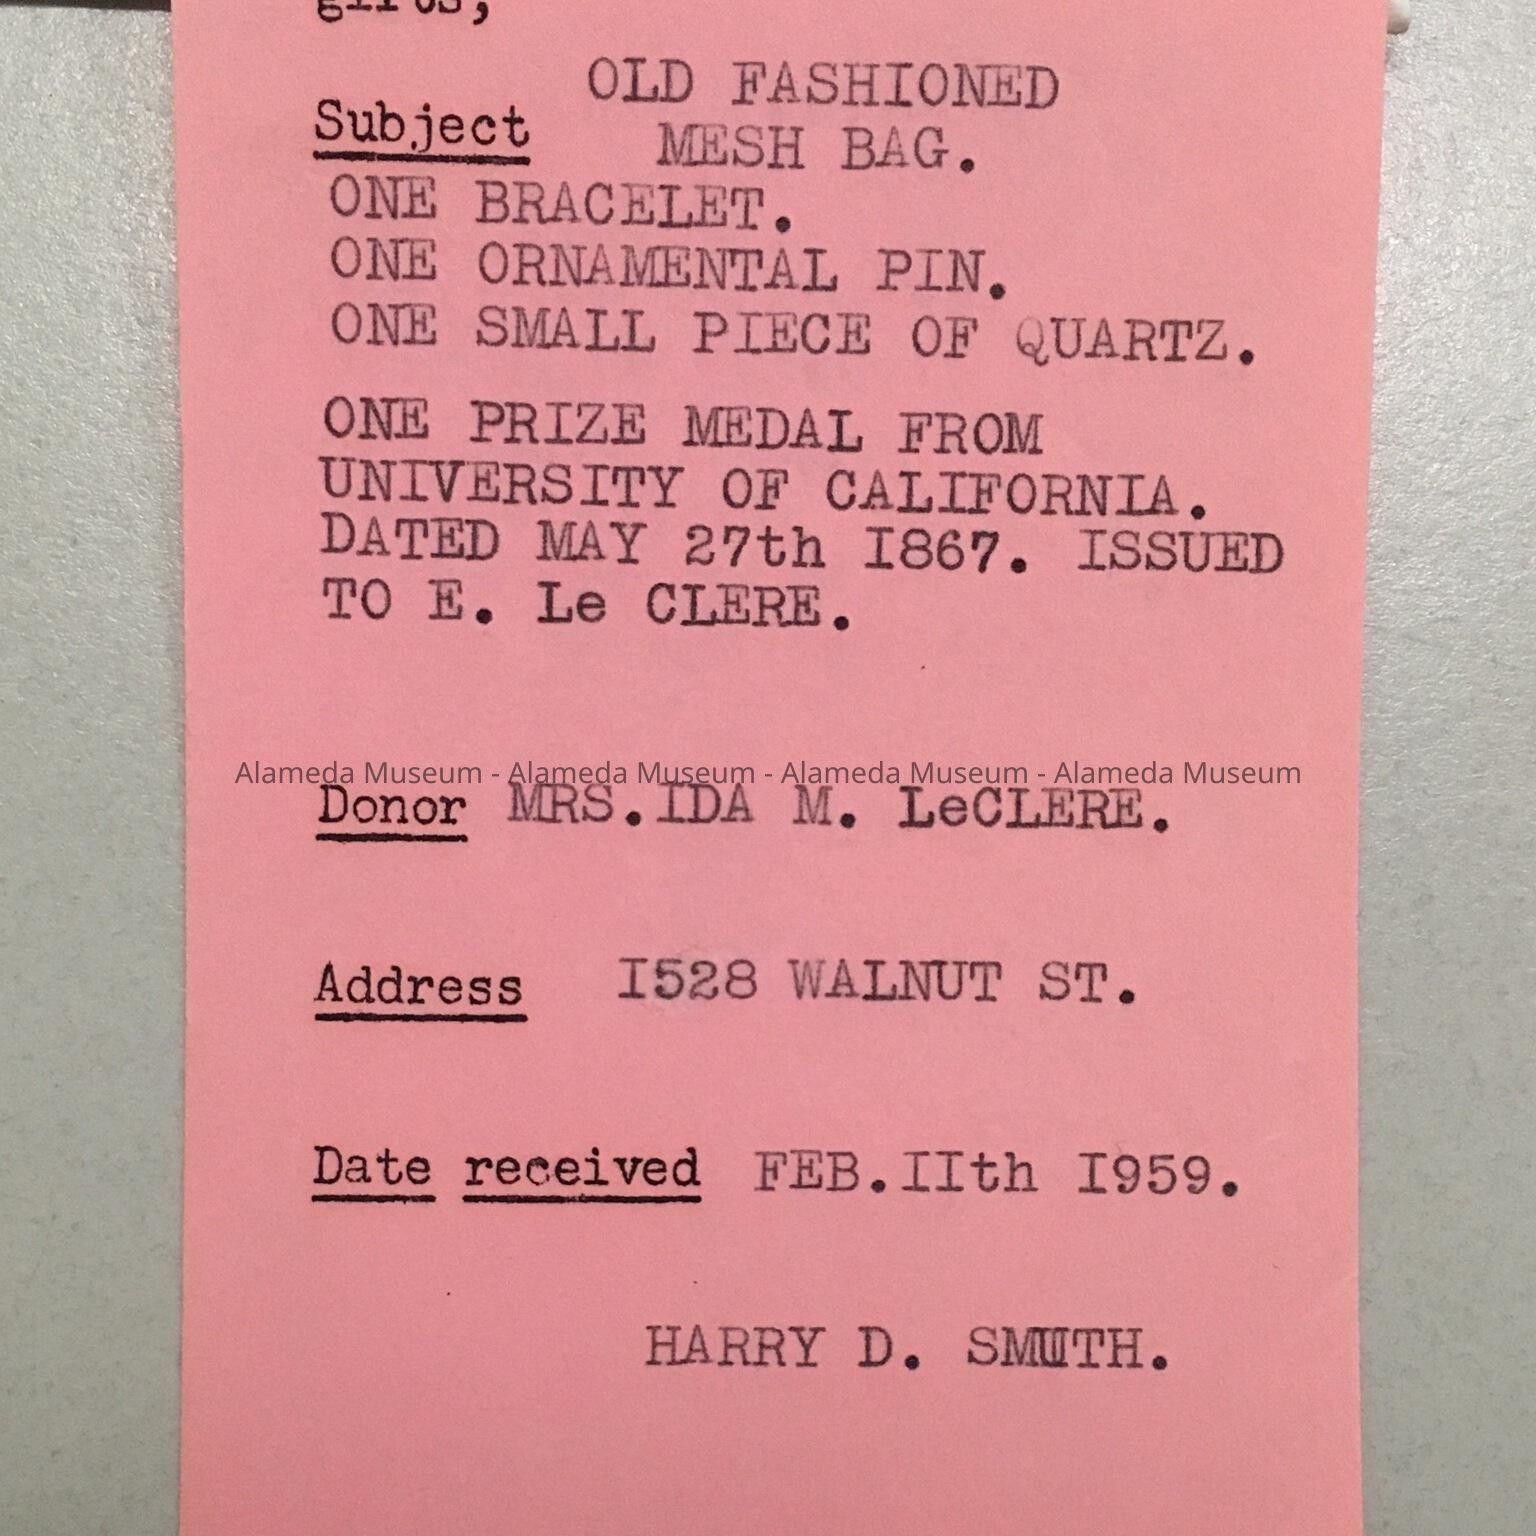 gifts,
OLD FASHIONED
Subject MESH BAG.
ONE BRACELET.
ONE ORNAMENTAL PIN.
ONE SMALL PIECE OF QUARTZ.
ONE PRIZE MEDAL FROM
UNIVERSITY OF CALIFORNIA.
DATED MAY 27th I867. ISSUED
TO E. Le CLERE.
Alameda Museum - Alameda Museum - Alameda Museum - Alameda Museum
Donor MRS.IDA M. LeCLERE.
Address I528 WALNUT ST.
Date received FEB.IIth I959.
HARRY D. SMITH.